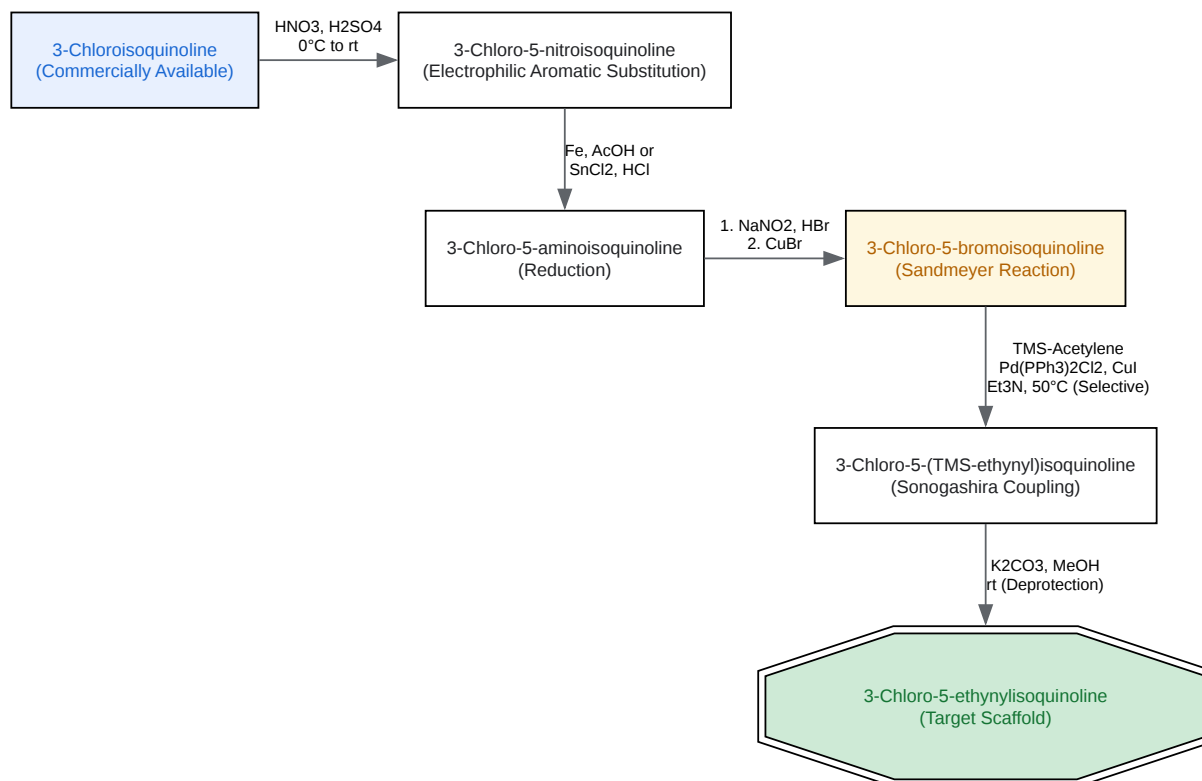 3-Chloroisoquinoline
(Commercially Available)
HNO3, H2SO4
0°C to rt
3-Chloro-5-nitroisoquinoline
(Electrophilic Aromatic Substitution)
Fe, AcOH or
SnCl2, HCl
3-Chloro-5-aminoisoquinoline
(Reduction)
1. NaNO2, HBr
2. CuBr
3-Chloro-5-bromoisoquinoline
(Sandmeyer Reaction)
TMS-Acetylene
Pd(PPh3)2Cl2, CuI
Et3N, 50°C (Selective)
3-Chloro-5-(TMS-ethynyl)isoquinoline
(Sonogashira Coupling)
K2CO3, MeOH
rt (Deprotection)
3-Chloro-5-ethynylisoquinoline
(Target Scaffold)